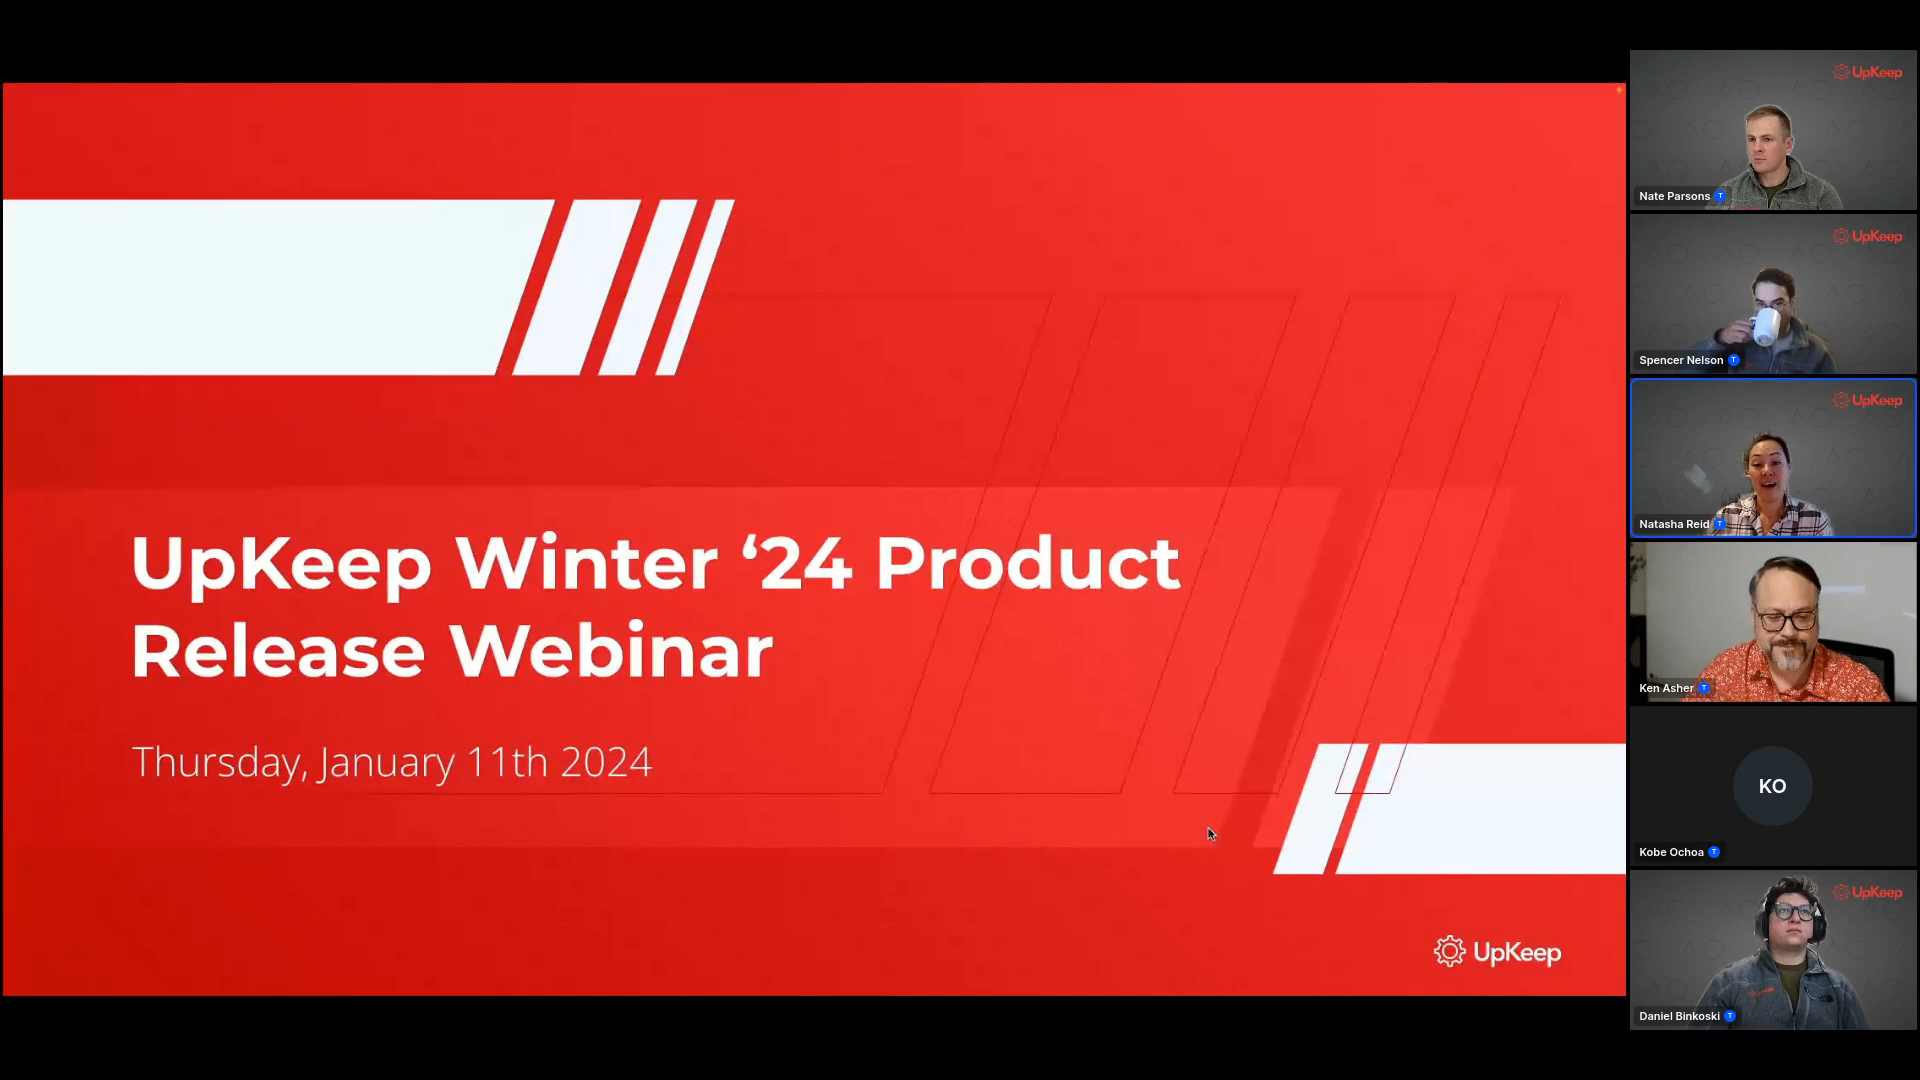 UpKeep Winter ‘24 Product
Release Webinar
Thursday, January 11th 2024
UpKeep
UpKeep
Nate Parsons T
UpKeep
Spencer Nelson T
UpKeep
Natasha Reid T
Ken Asher T
KO
Kobe Ochoa T
UpKeep
Daniel Binkoski T